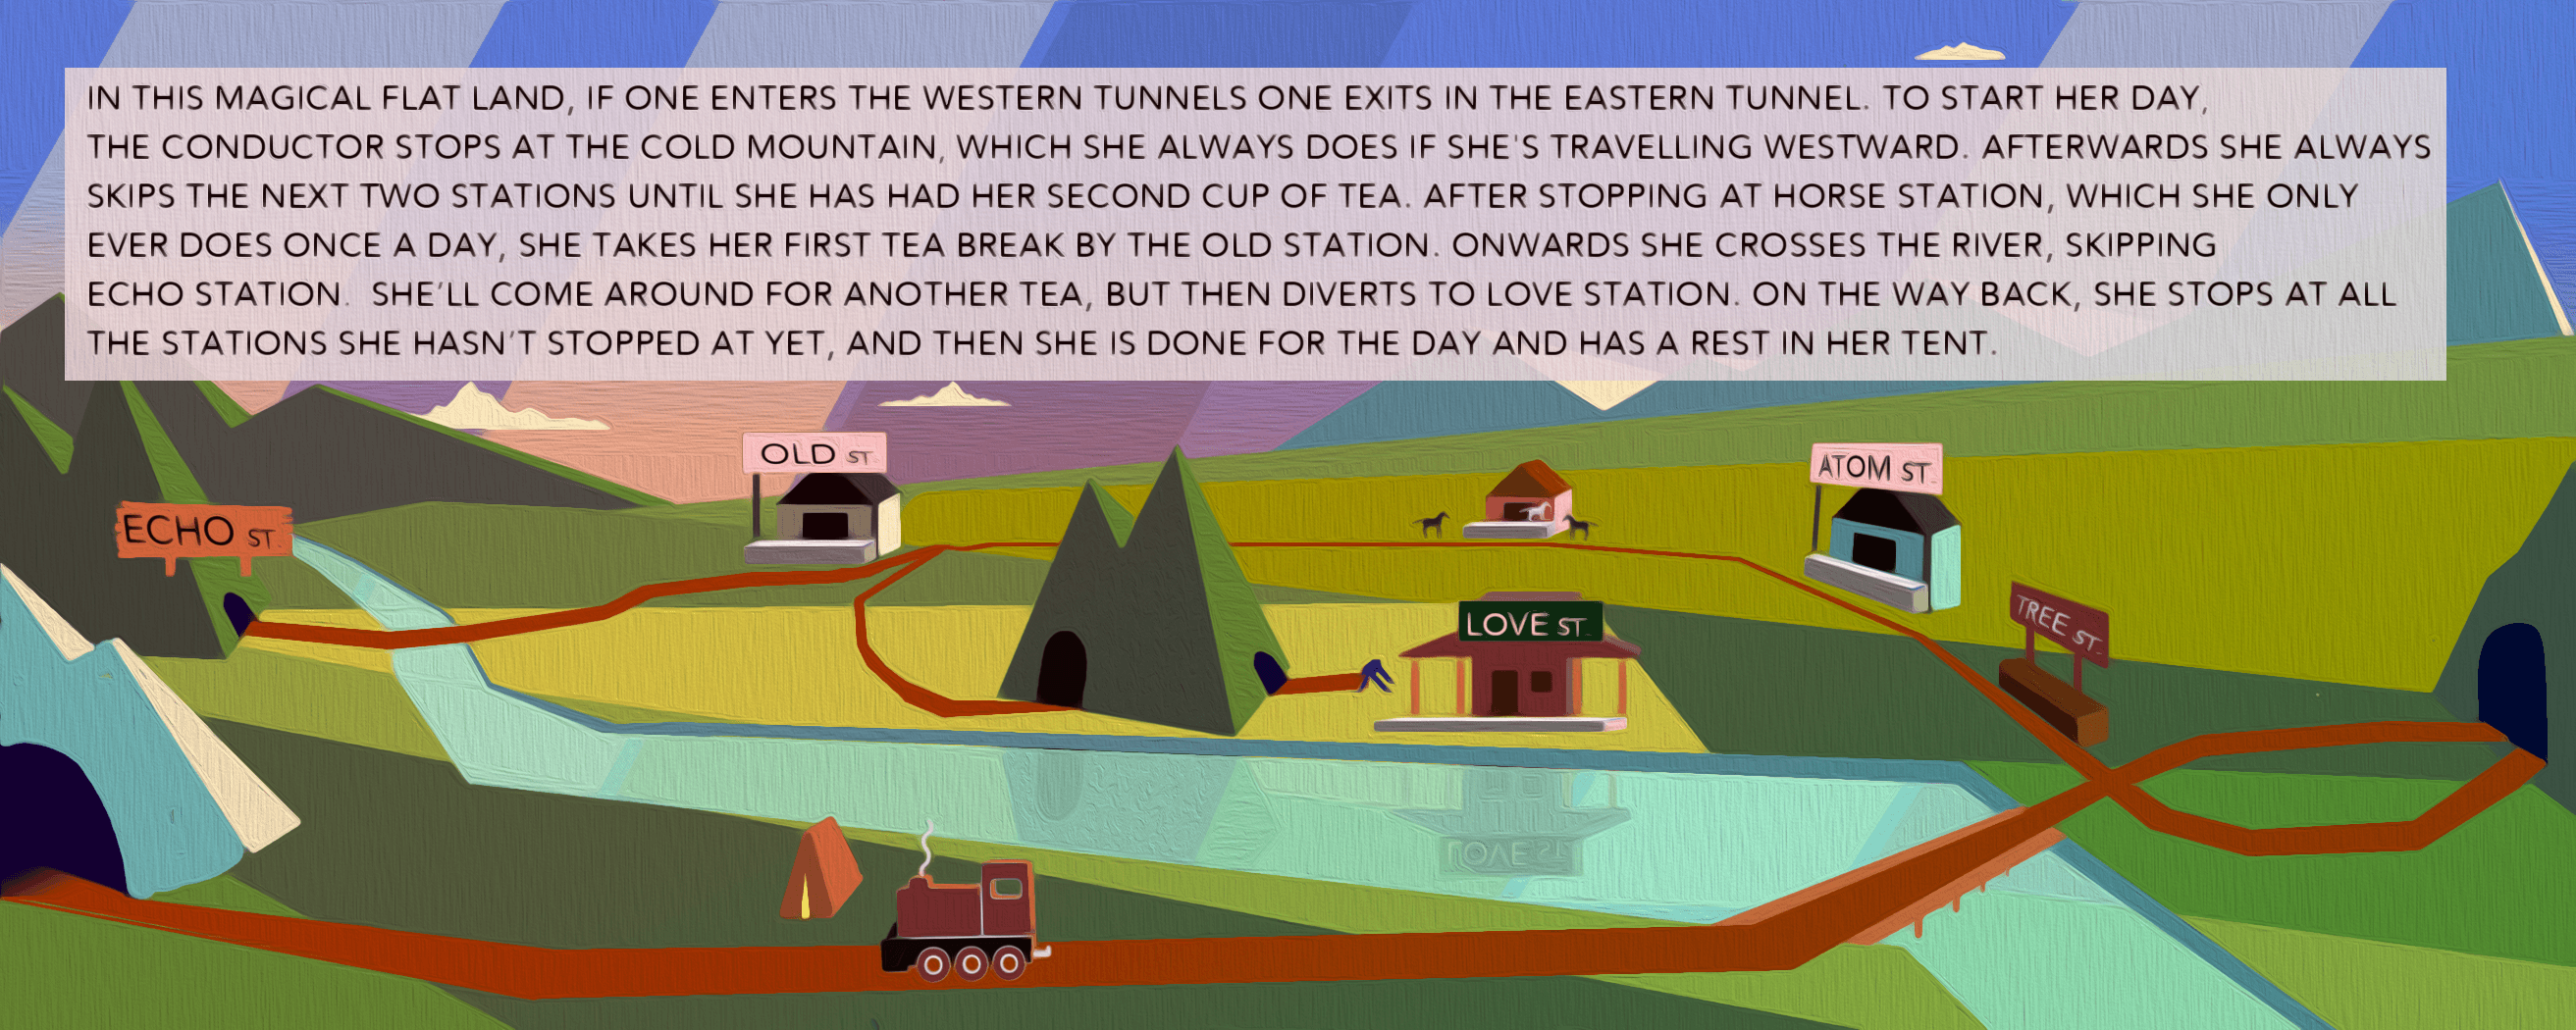 IN THIS MAGICAL FLAT LAND, IF ONE ENTERS THE WESTERN TUNNELS ONE EXITS IN THE EASTERN TUNNEL. TO START HER DAY,
THE CONDUCTOR STOPS AT THE COLD MOUNTAIN, WHICH SHE ALWAYS DOES IF SHE'S TRAVELLING WESTWARD. AFTERWARDS SHE ALWAYS
SKIPS THE NEXT TWO STATIONS UNTIL SHE HAS HAD HER SECOND CUP OF TEA. AFTER STOPPING AT HORSE STATION, WHICH SHE ONLY
EVER DOES ONCE A DAY, SHE TAKES HER FIRST TEA BREAK BY THE OLD STATION. ONWARDS SHE CROSSES THE RIVER, SKIPPING
ECHO STATION. SHE'LL COME AROUND FOR ANOTHER TEA, BUT THEN DIVERTS TO LOVE STATION. ON THE WAY BACK, SHE STOPS AT ALL
THE STATIONS SHE HASN'T STOPPED AT YET, AND THEN SHE IS DONE FOR THE DAY AND HAS A REST IN HER TENT.
OLD ST.
ATOM ST.
ECHO ST.
TREE ST.
LOVE ST.
LOVE ST.